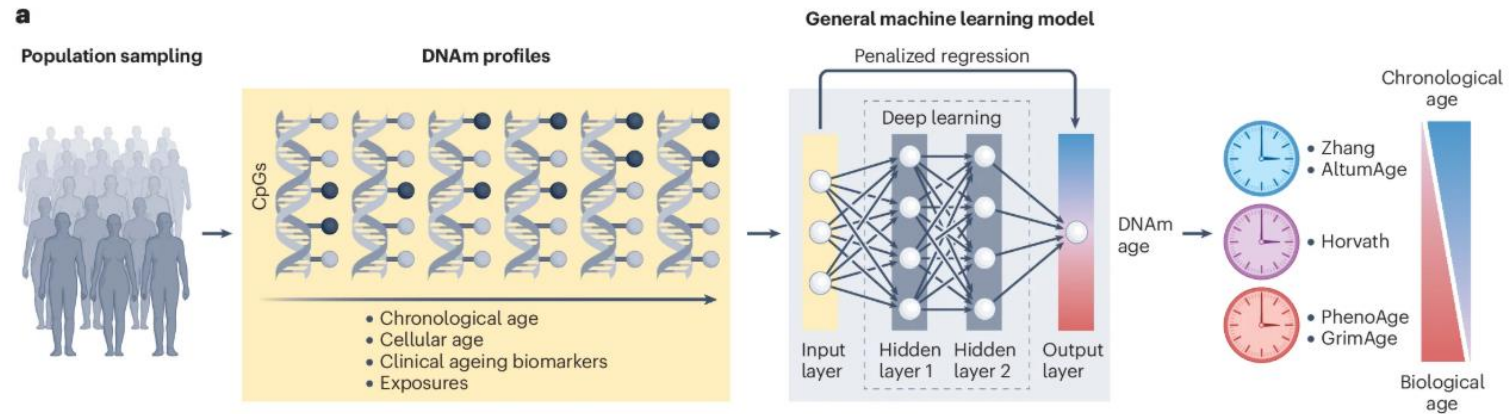 a
Population sampling
DNAm profiles
General machine learning model
CpGs
• Chronological age
• Cellular age
• Clinical ageing biomarkers
• Exposures
Penalized regression
Deep learning
Input
layer
Hidden
layer 1
Hidden
layer 2
Output
layer
DNAm
age
• Zhang
• AltumAge
• Horvath
• PhenoAge
• GrimAge
Chronological
age
Biological
age